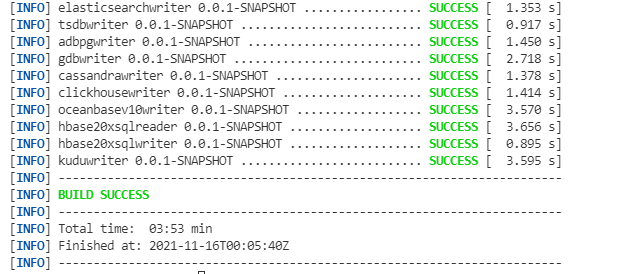 [INFO] elasticsearchwriter 0.0.1-SNAPSHOT ................. SUCCESS [  1.353 s]
[INFO] tsdbwriter 0.0.1-SNAPSHOT .......................... SUCCESS [  0.917 s]
[INFO] adbpgwriter 0.0.1-SNAPSHOT ......................... SUCCESS [  1.450 s]
[INFO] gdbwriter 0.0.1-SNAPSHOT ........................... SUCCESS [  2.718 s]
[INFO] cassandrawriter 0.0.1-SNAPSHOT ..................... SUCCESS [  1.378 s]
[INFO] clickhousewriter 0.0.1-SNAPSHOT .................... SUCCESS [  1.414 s]
[INFO] oceanbasev10writer 0.0.1-SNAPSHOT .................. SUCCESS [  3.570 s]
[INFO] hbase20xsqlreader 0.0.1-SNAPSHOT ................... SUCCESS [  3.656 s]
[INFO] hbase20xsqlwriter 0.0.1-SNAPSHOT ................... SUCCESS [  0.895 s]
[INFO] kuduwriter 0.0.1-SNAPSHOT .......................... SUCCESS [  3.595 s]
[INFO] ------------------------------------------------------------------------
[INFO] BUILD SUCCESS
[INFO] ------------------------------------------------------------------------
[INFO] Total time:  03:53 min
[INFO] Finished at: 2021-11-16T00:05:40Z
[INFO] ------------------------------------------------------------------------